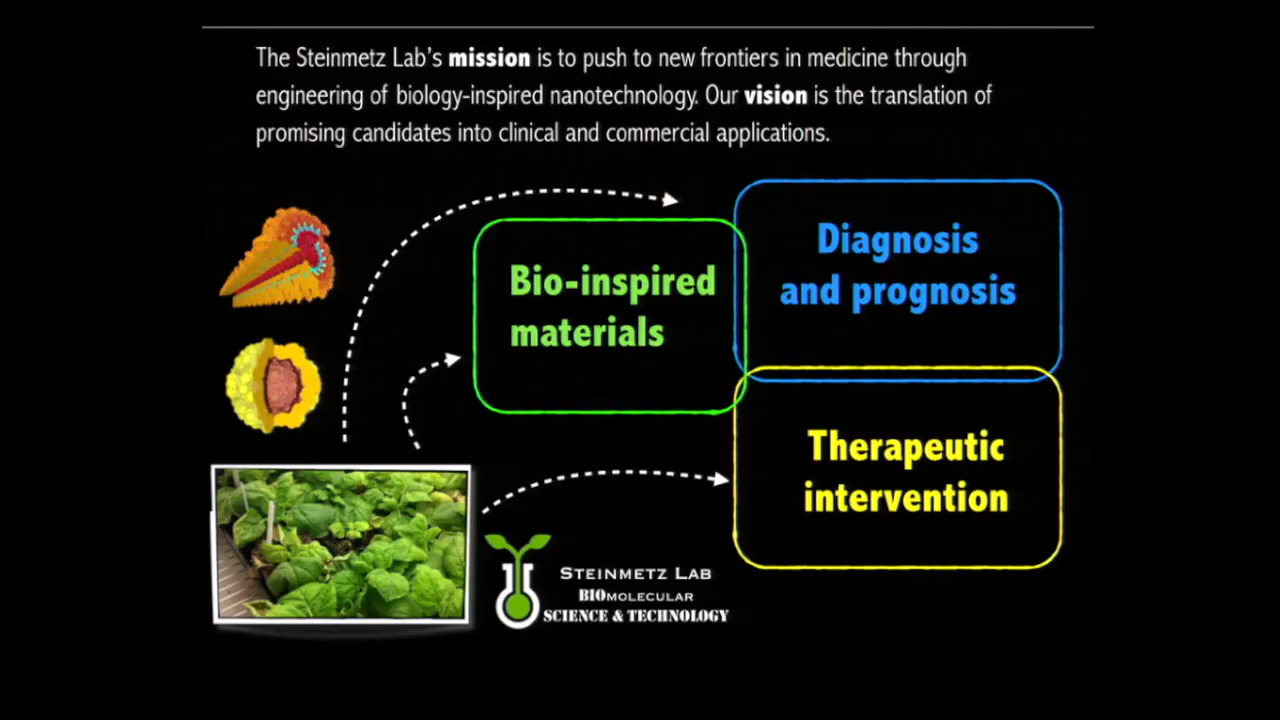 The Steinmetz Lab's mission is to push to new frontiers in medicine through
engineering of biology-inspired nanotechnology. Our vision is the translation of
promising candidates into clinical and commercial applications.
Bio-inspired
materials
Diagnosis
and prognosis
Therapeutic
intervention
STEINMETZ LAB
BIOMOLECULAR
SCIENCE & TECHNOLOGY